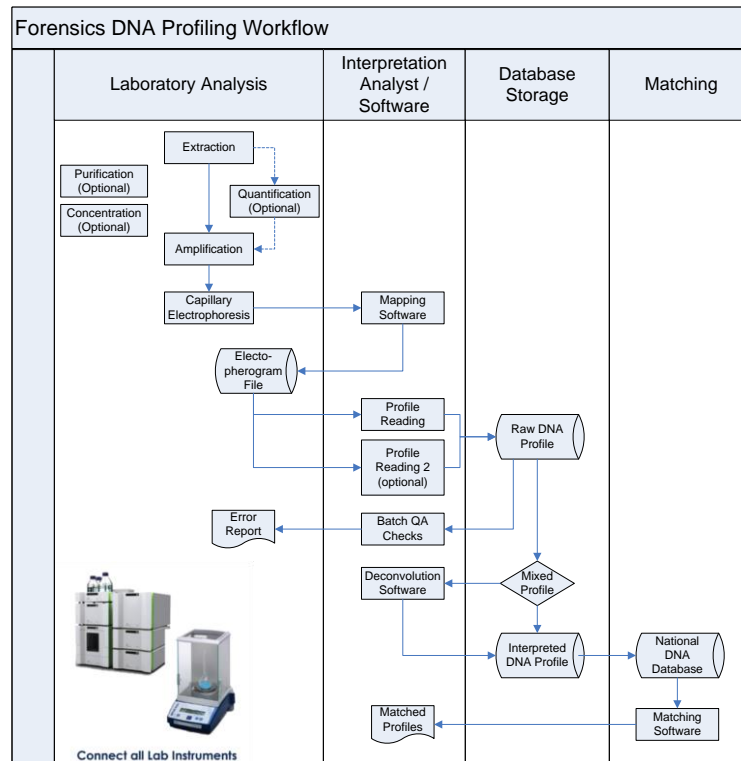 Forensics DNA Profiling Workflow
Laboratory Analysis
Interpretation
Analyst /
Software
Database
Storage
Matching
Extraction
Purification
(Optional)
Quantification
(Optional)
Concentration
(Optional)
Amplification
Capillary
Electrophoresis
Mapping
Software
Electo-
pherogram
File
Profile
Reading
Profile
Reading 2
(optional)
Raw DNA
Profile
Error
Report
Batch QA
Checks
Deconvolution
Software
Mixed
Profile
Interpreted
DNA Profile
National
DNA
Database
Matched
Profiles
Matching
Software
Connect all Lab Instruments